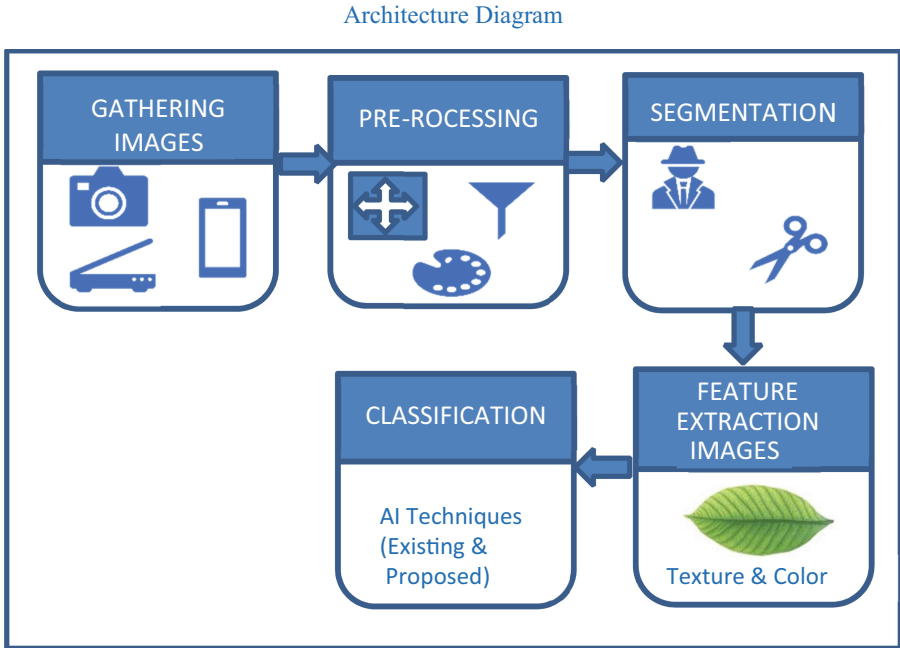 Architecture Diagram
GATHERING
IMAGES
PRE-ROCESSING
SEGMENTATION
FEATURE
EXTRACTION
IMAGES
Texture & Color
CLASSIFICATION
AI Techniques
(Existing &
Proposed)